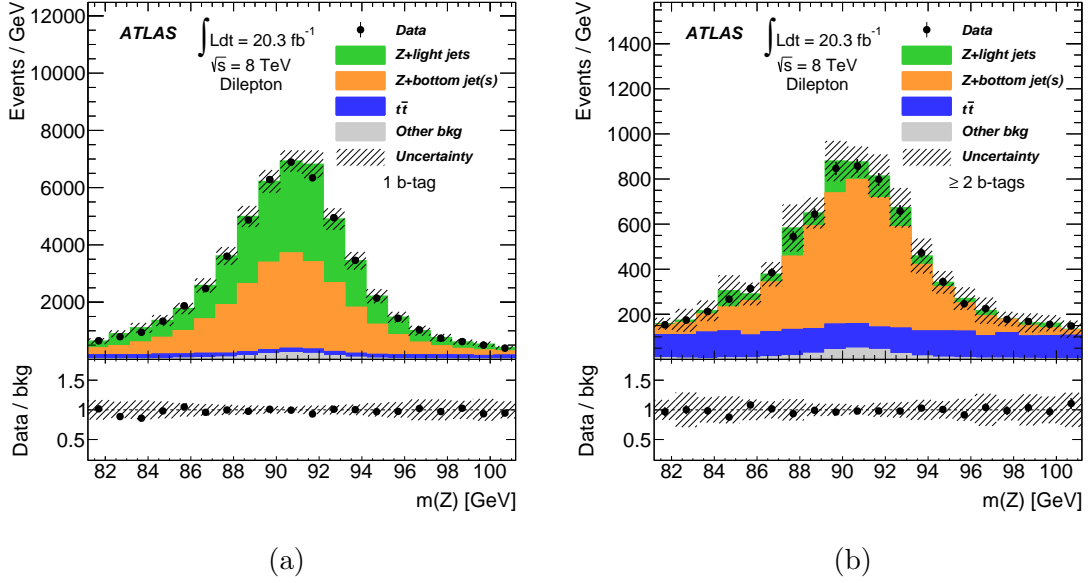 Events / GeV
12000
10000
8000
6000
4000
2000
ATLAS
∫Ldt = 20.3 fb⁻¹
√s = 8 TeV
Dilepton
Data
Z+light jets
Z+bottom jet(s)
tt̄
Other bkg
Uncertainty
1 b-tag
Data / bkg
1.5
1
0.5
82 84 86 88 90 92 94 96 98 100
m(Z) [GeV]
(a)
Events / GeV
1400
1200
1000
800
600
400
200
ATLAS
∫Ldt = 20.3 fb⁻¹
√s = 8 TeV
Dilepton
Data
Z+light jets
Z+bottom jet(s)
tt̄
Other bkg
Uncertainty
≥ 2 b-tags
Data / bkg
1.5
1
0.5
82 84 86 88 90 92 94 96 98 100
m(Z) [GeV]
(b)